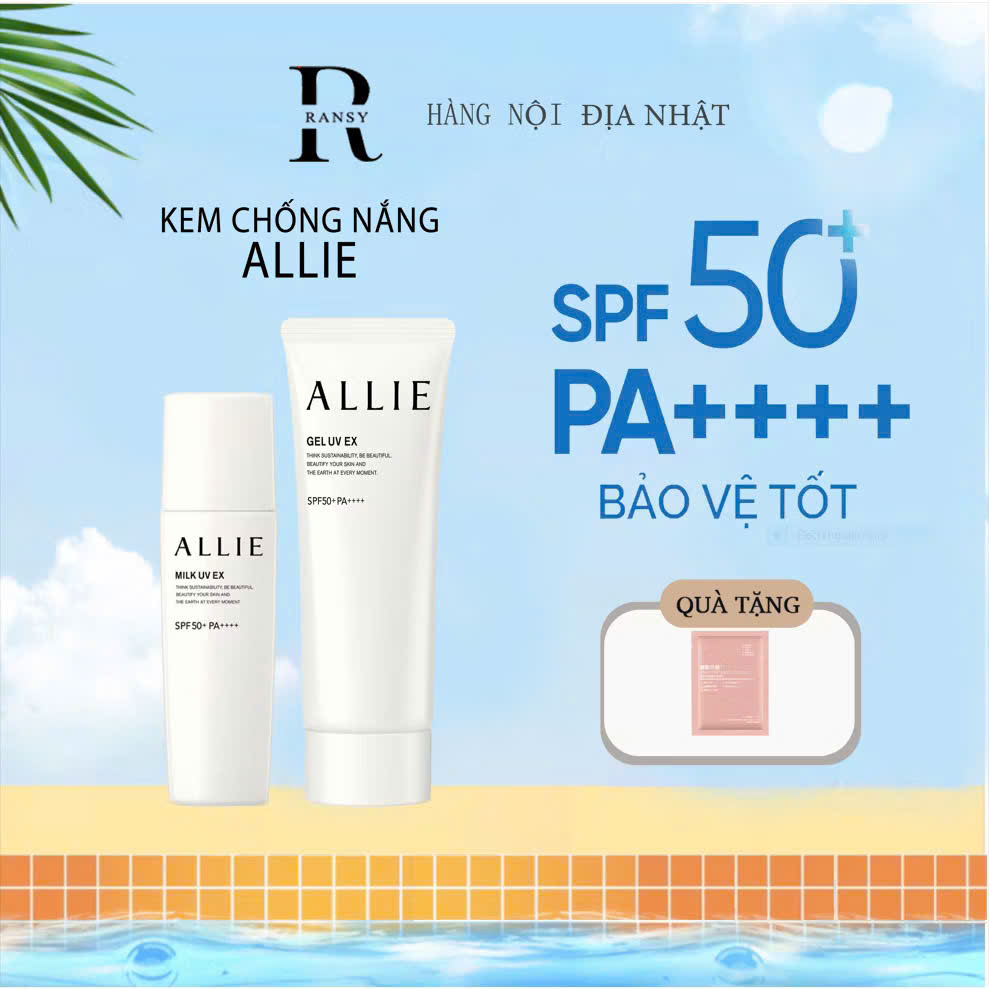 R
RANSY
HÀNG NỘI ĐỊA NHẬT
KEM CHỐNG NẮNG
ALLIE
SPF 50+
PA++++
BẢO VỆ TỐT
ALLIE
GEL UV EX
THINK SUSTAINABILITY, BE BEAUTIFUL.
BEAUTIFY YOUR SKIN AND
THE EARTH AT EVERY MOMENT.
SPF50+ PA++++
ALLIE
MILK UV EX
THINK SUSTAINABILITY, BE BEAUTIFUL.
BEAUTIFY YOUR SKIN AND
THE EARTH AT EVERY MOMENT.
SPF50+ PA++++
QUÀ TẶNG